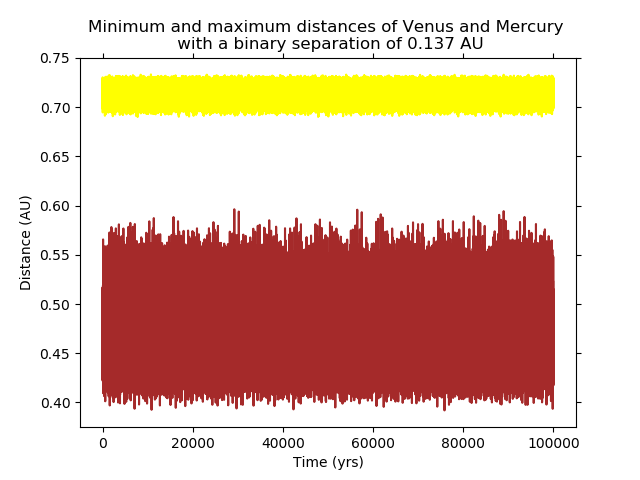 Minimum and maximum distances of Venus and Mercury
with a binary separation of 0.137 AU
0.75
0.70
0.65
0.60
0.55
0.50
0.45
0.40
Distance (AU)
0 20000 40000 60000 80000 100000
Time (yrs)